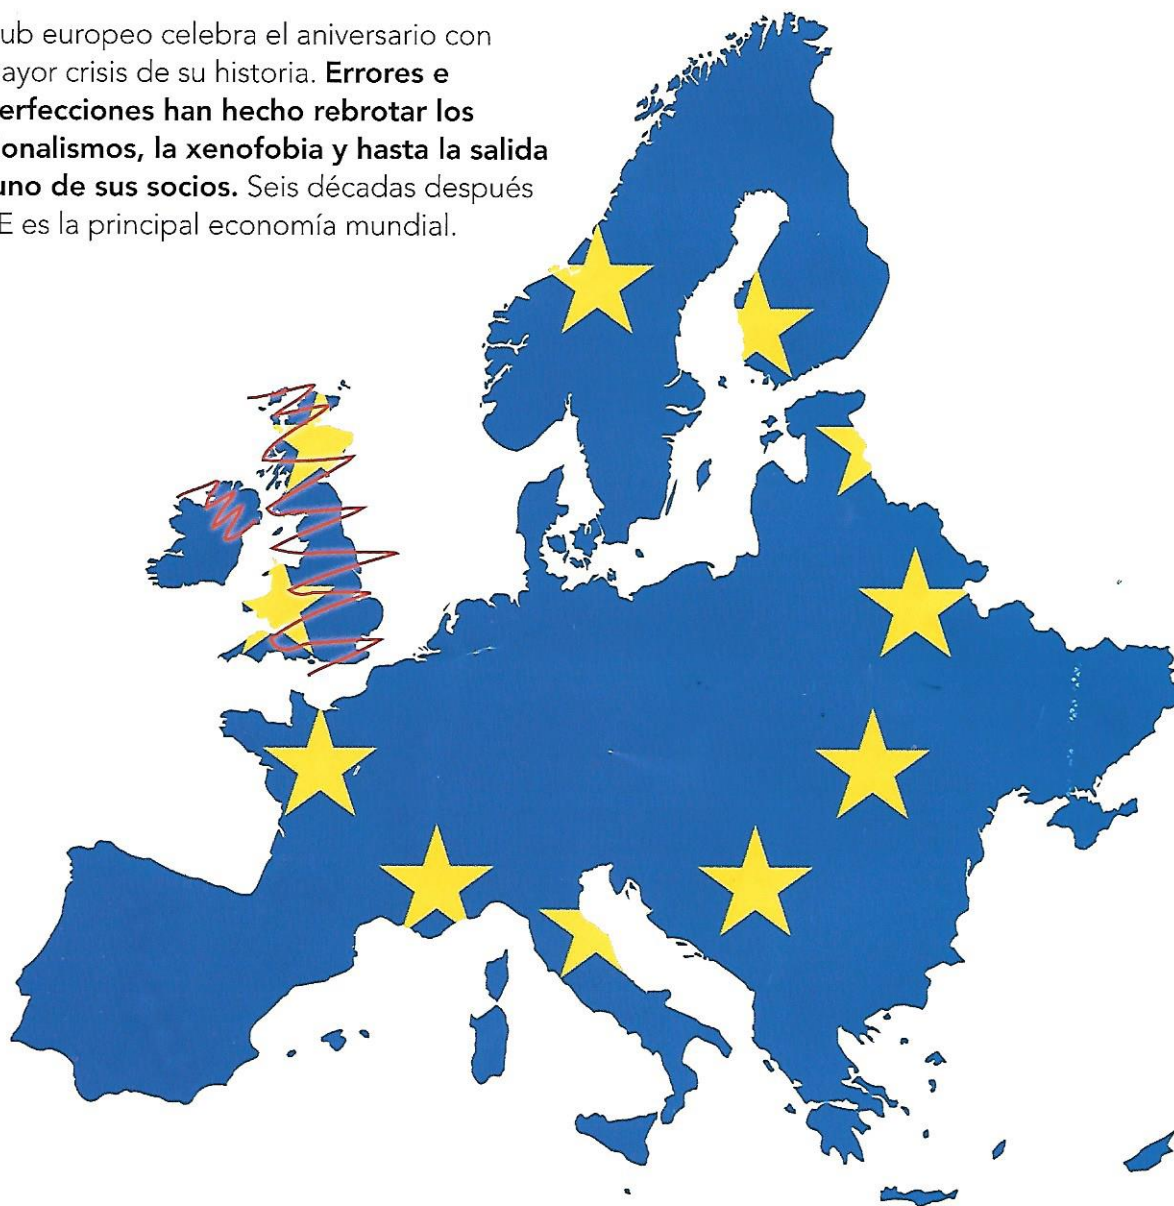 ub europeo celebra el aniversario con
ayor crisis de su historia. Errores e
erfecciones han hecho rebrotar los
onalismos, la xenofobia y hasta la salida
uno de sus socios. Seis décadas después
E es la principal economía mundial.